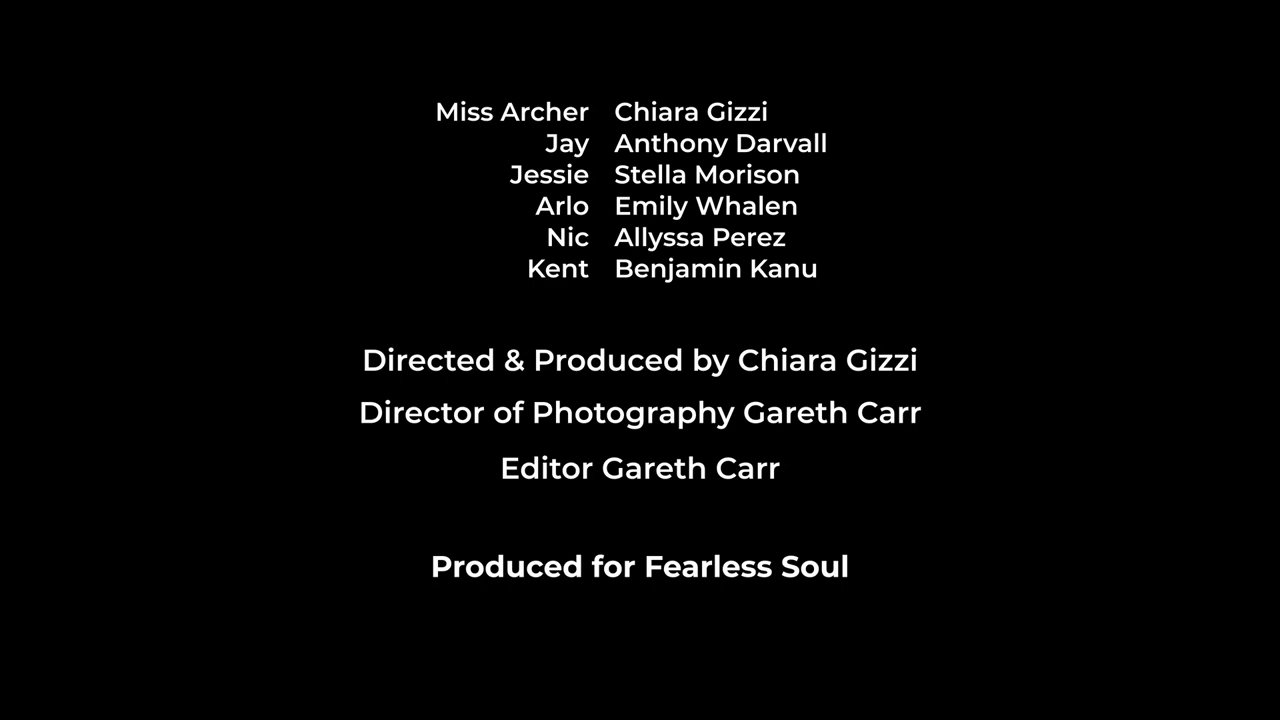 Miss Archer Chiara Gizzi
Jay Anthony Darvall
Jessie Stella Morison
Arlo Emily Whalen
Nic Allyssa Perez
Kent Benjamin Kanu
Directed & Produced by Chiara Gizzi
Director of Photography Gareth Carr
Editor Gareth Carr
Produced for Fearless Soul